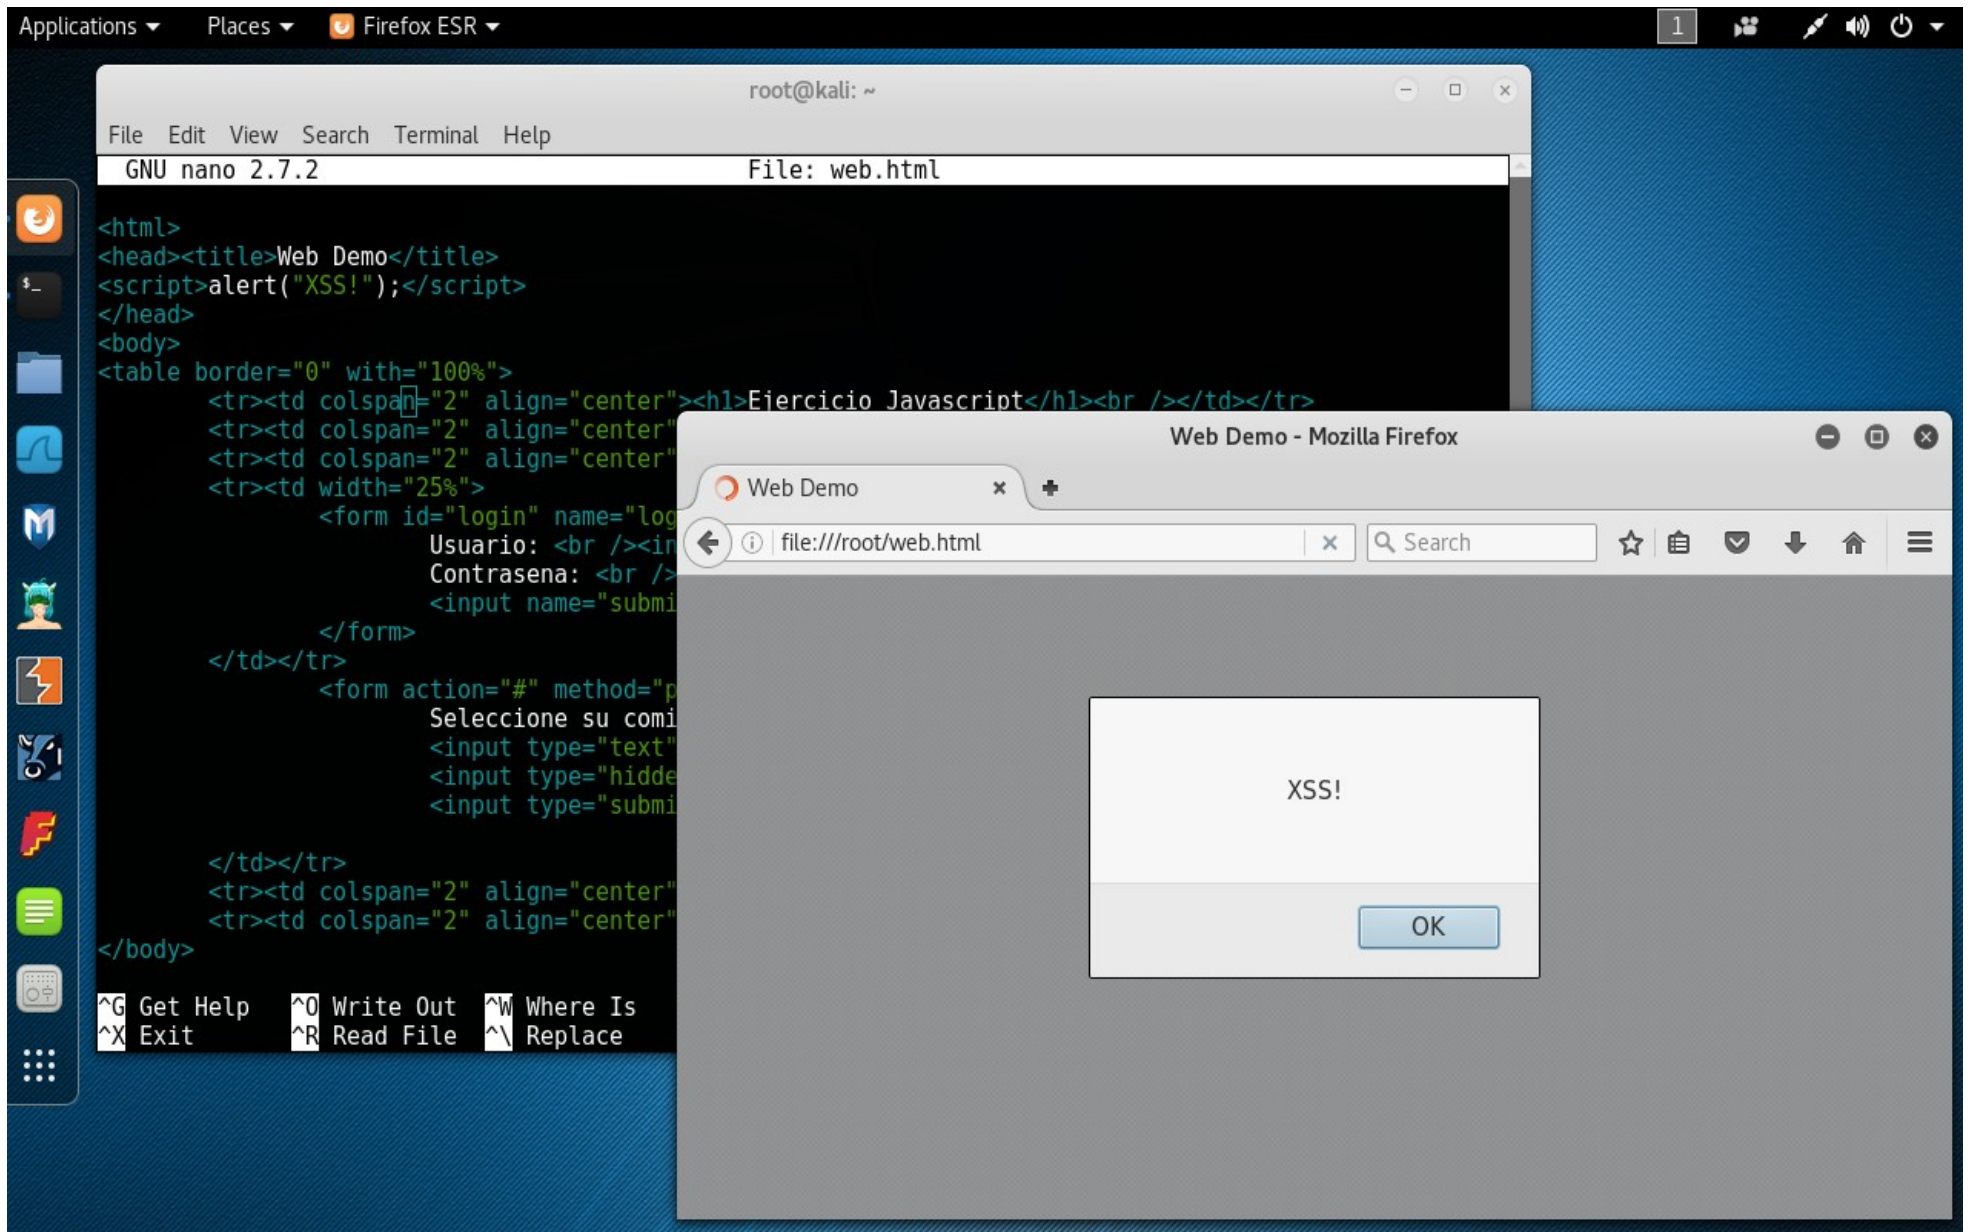 Applications Places Firefox ESR 1
root@kali: ~
File Edit View Search Terminal Help
GNU nano 2.7.2 File: web.html
<html>
<head><title>Web Demo</title>
<script>alert("XSS!");</script>
</head>
<body>
<table border="0" with="100%">
<tr><td colspan="2" align="center"><h1>Ejercicio Javascript</h1><br /></td></tr>
<tr><td colspan="2" align="center"
<tr><td colspan="2" align="center"
<tr><td width="25%">
<form id="login" name="log
Usuario: <br /><in
Contrasena: <br />
<input name="submi
</form>
</td></tr>
<form action="#" method="p
Seleccione su comi
<input type="text"
<input type="hidde
<input type="submi
</td></tr>
<tr><td colspan="2" align="center"
<tr><td colspan="2" align="center"
</body>
^G Get Help ^O Write Out ^W Where Is
^X Exit ^R Read File ^\ Replace
Web Demo - Mozilla Firefox
Web Demo
file:///root/web.html Search
XSS!
OK
$_